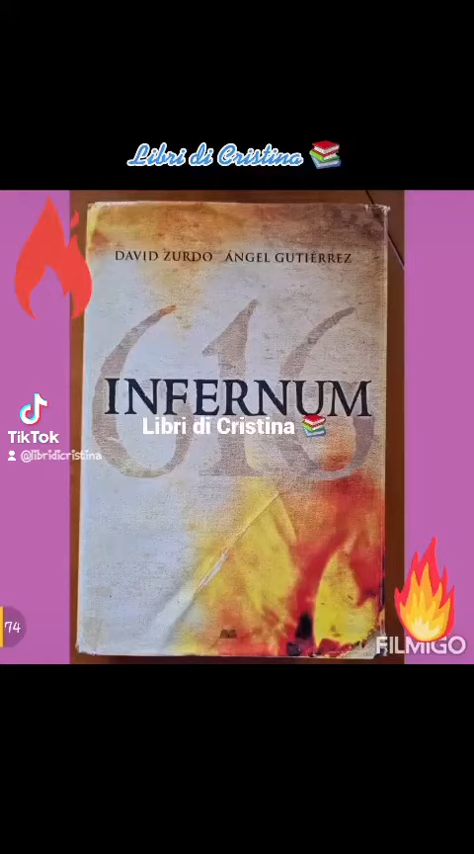 Libri di Cristina 📚
DAVID ZURDO ÁNGEL GUTIÉRREZ
616
INFERNUM
Libri di Cristina 📚
TikTok
@libridicristina
74
FILMIGO